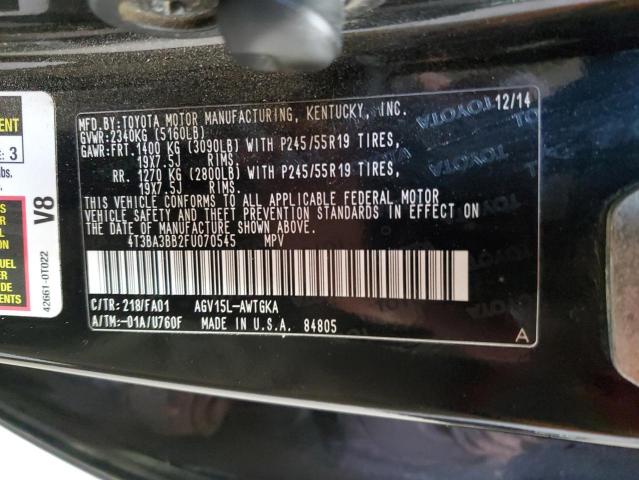 MFD.BY:TOYOTA MOTOR MANUFACTURING, KENTUCKY, INC. 12/14
GVWR:2340KG (5160LB)
GAWR:FRT. 1400 KG (3090LB) WITH P245/55R19 TIRES,
19X7.5J RIMS.
RR. 1270 KG (2800LB) WITH P245/55R19 TIRES,
19X7.5J RIMS.
THIS VEHICLE CONFORMS TO ALL APPLICABLE FEDERAL MOTOR
VEHICLE SAFETY AND THEFT PREVENTION STANDARDS IN EFFECT ON
THE DATE OF MANUFACTURE SHOWN ABOVE.
4T3BA3BB2FU070545 MPV
C/TR:218/FA01 AGV15L-AWTGKA
A/TM:-01A/U760F MADE IN U.S.A. 84805
A
TOYOTA
V8
42661-0T022
: 3
bs.